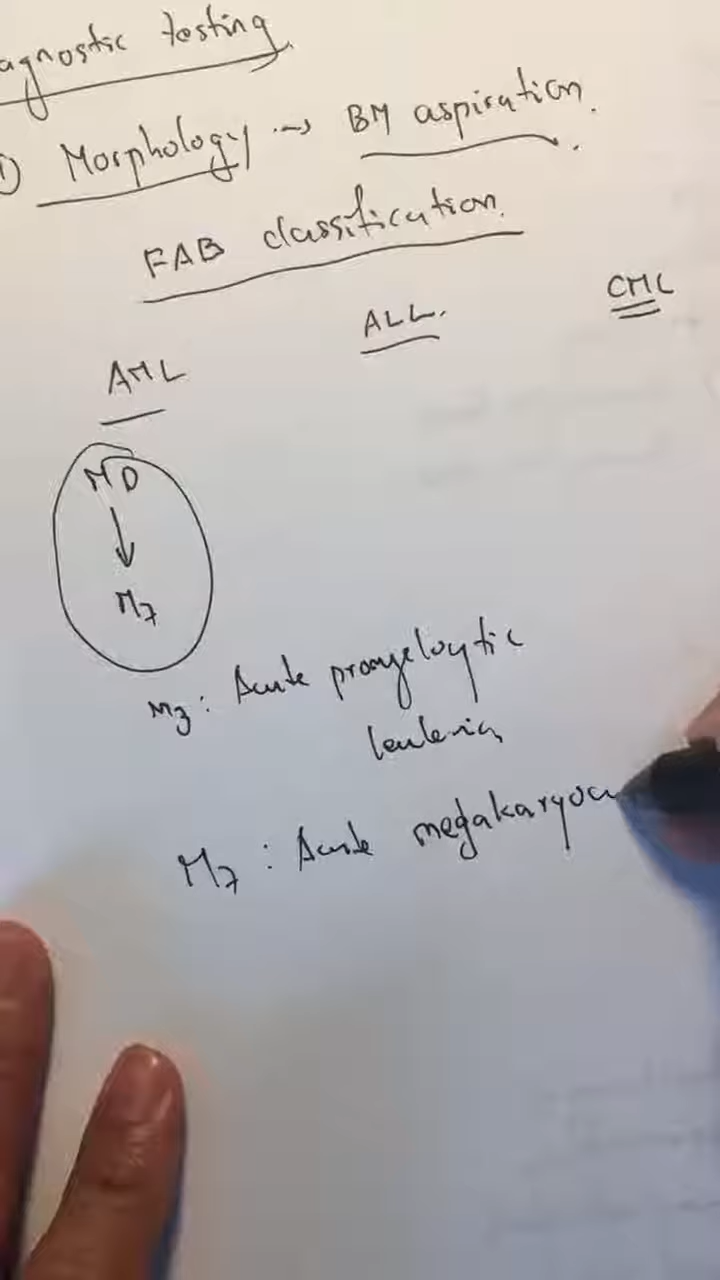 agnostic testing
1) Morphology → BM aspiration.
FAB classification.
AML ALL. CML
M0
↓
M7
M3: Acute promyelocytic
leukemia
M7: Acute megakaryoc